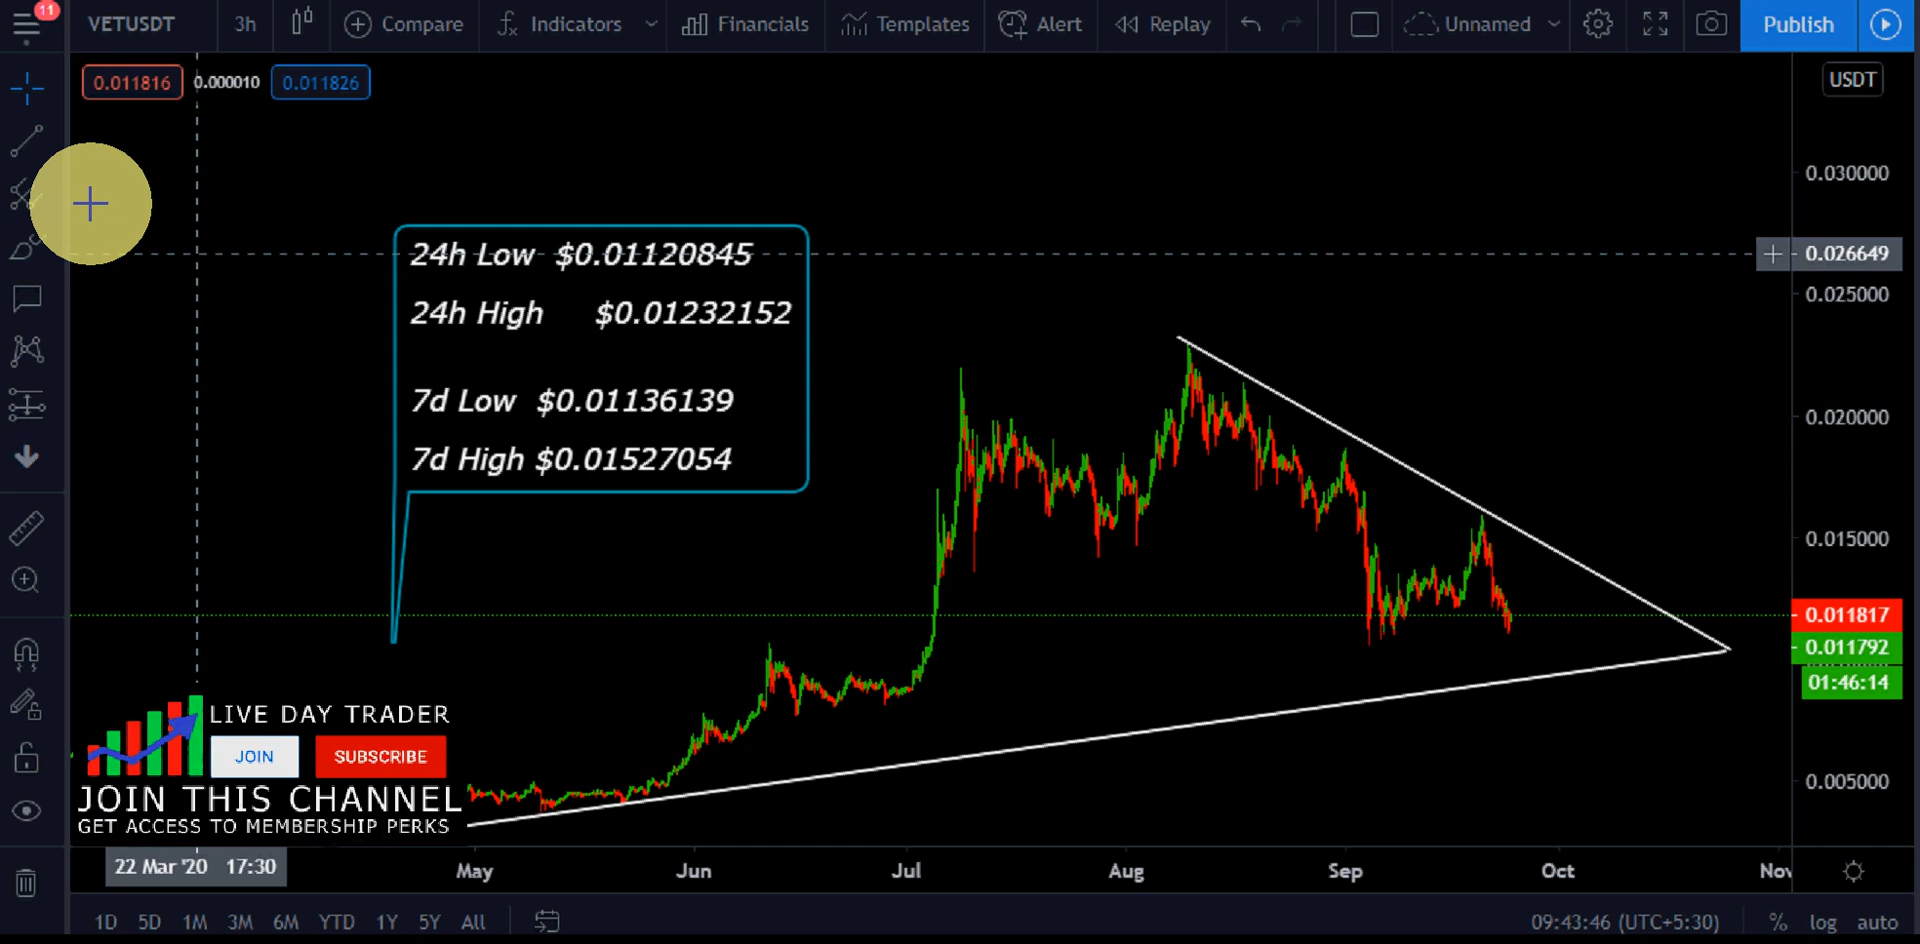 11
VETUSDT 3h Compare Indicators Financials Templates Alert Replay Unnamed Publish
0.011816 0.000010 0.011826
USDT
0.030000
0.026649
0.025000
0.020000
0.015000
0.011817
0.011792
01:46:14
0.005000
24h Low $0.01120845
24h High $0.01232152
7d Low $0.01136139
7d High $0.01527054
LIVE DAY TRADER
JOIN SUBSCRIBE
JOIN THIS CHANNEL
GET ACCESS TO MEMBERSHIP PERKS
22 Mar '20 17:30 May Jun Jul Aug Sep Oct Nov
1D 5D 1M 3M 6M YTD 1Y 5Y All 09:43:46 (UTC+5:30) % log auto